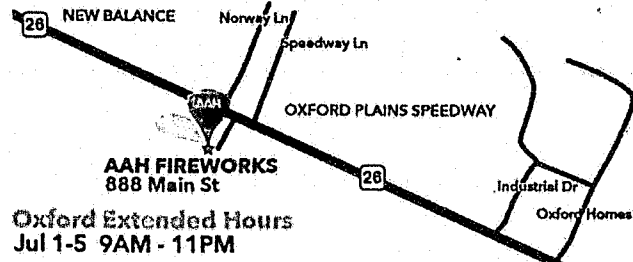 26
NEW BALANCE
Norway Ln
Speedway Ln
AAH
OXFORD PLAINS SPEEDWAY
AAH FIREWORKS
888 Main St
26
Industrial Dr
Oxford Homes
Oxford Extended Hours
Jul 1-5 9AM - 11PM